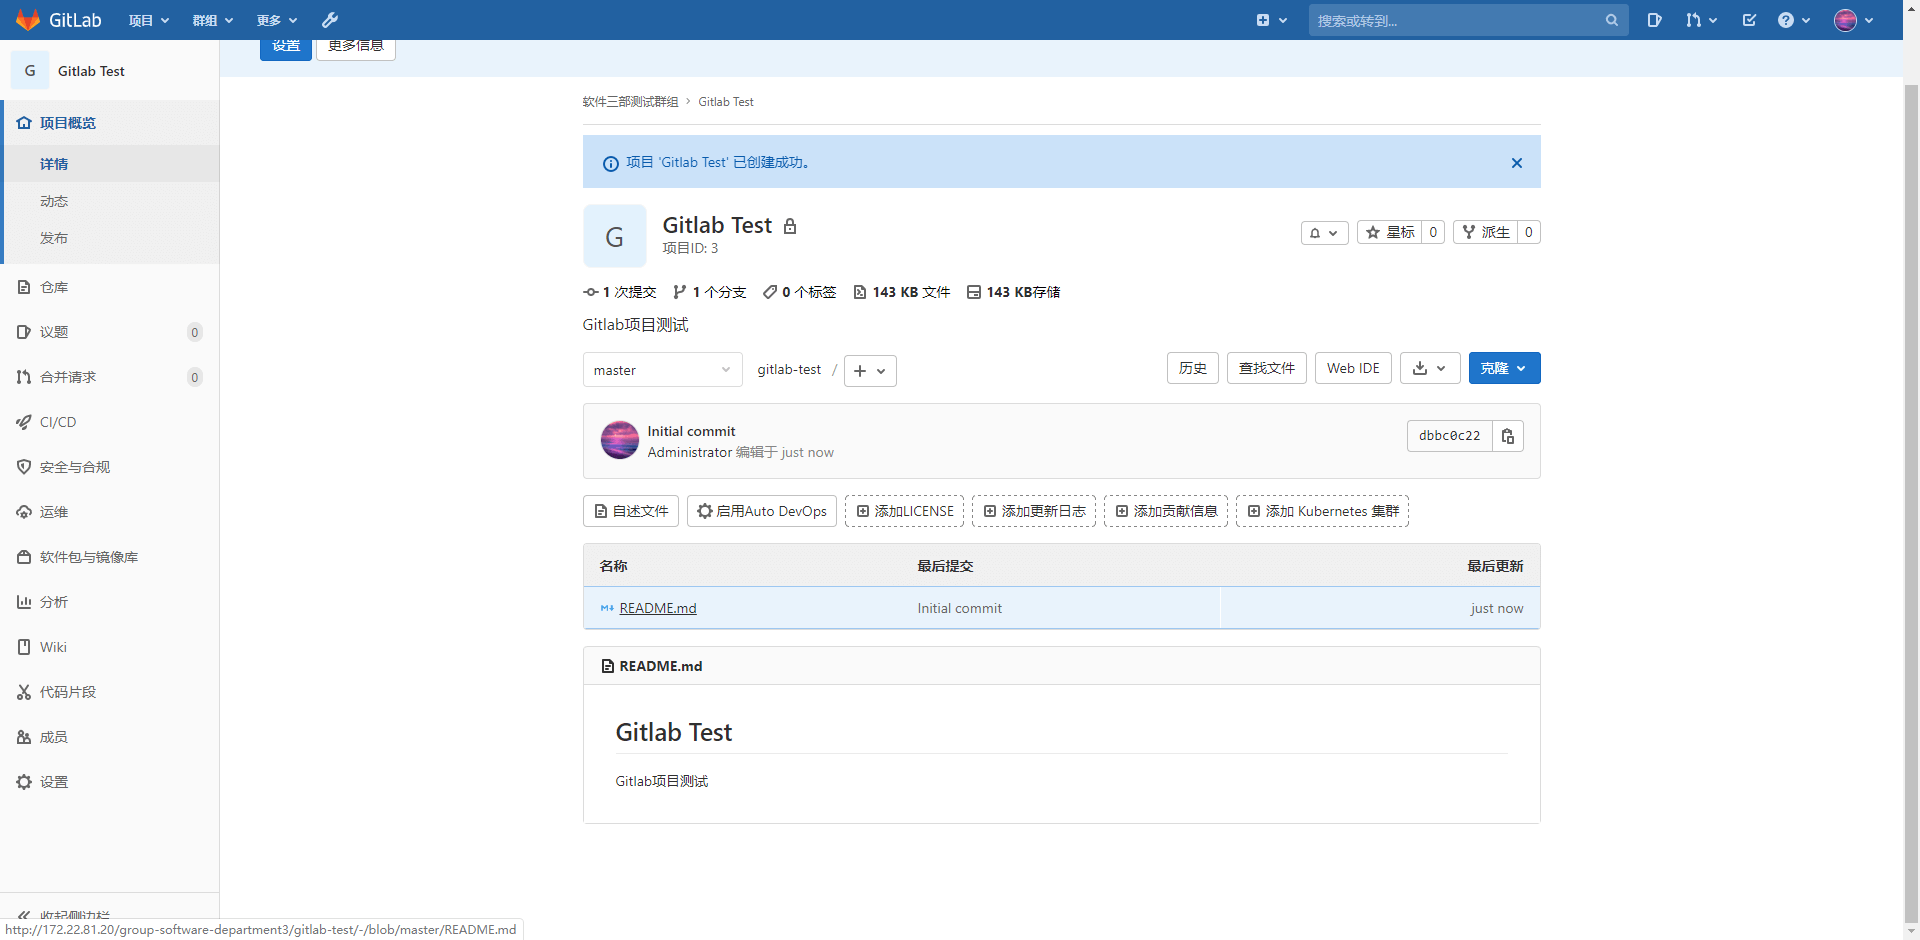 GitLab 项目 群组 更多 搜索或转到...
设置 更多信息
G Gitlab Test
项目概览
详情
动态
发布
仓库
议题 0
合并请求 0
CI/CD
安全与合规
运维
软件包与镜像库
分析
Wiki
代码片段
成员
设置
收起侧边栏
软件三部测试群组 › Gitlab Test
项目 'Gitlab Test' 已创建成功。
G
Gitlab Test
项目ID: 3
星标 0 派生 0
1 次提交 1 个分支 0 个标签 143 KB 文件 143 KB存储
Gitlab项目测试
master gitlab-test / 历史 查找文件 Web IDE 克隆
Initial commit
Administrator 编辑于 just now
dbbc0c22
自述文件 启用Auto DevOps 添加LICENSE 添加更新日志 添加贡献信息 添加 Kubernetes 集群
名称 最后提交 最后更新
README.md Initial commit just now
README.md
Gitlab Test
Gitlab项目测试
http://172.22.81.20/group-software-department3/gitlab-test/-/blob/master/README.md